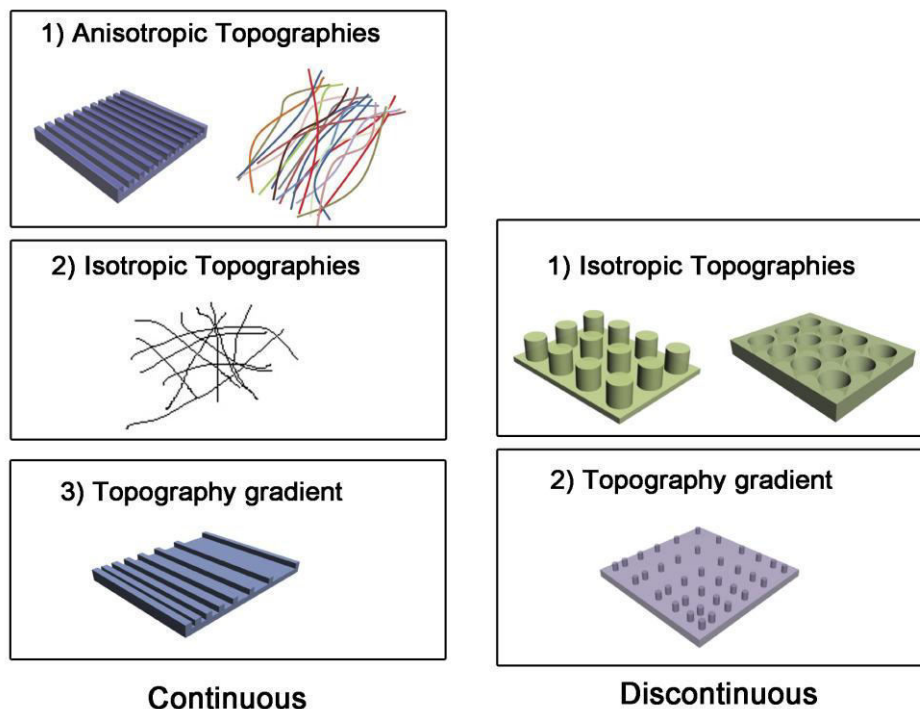 1) Anisotropic Topographies
2) Isotropic Topographies
3) Topography gradient
Continuous
1) Isotropic Topographies
2) Topography gradient
Discontinuous